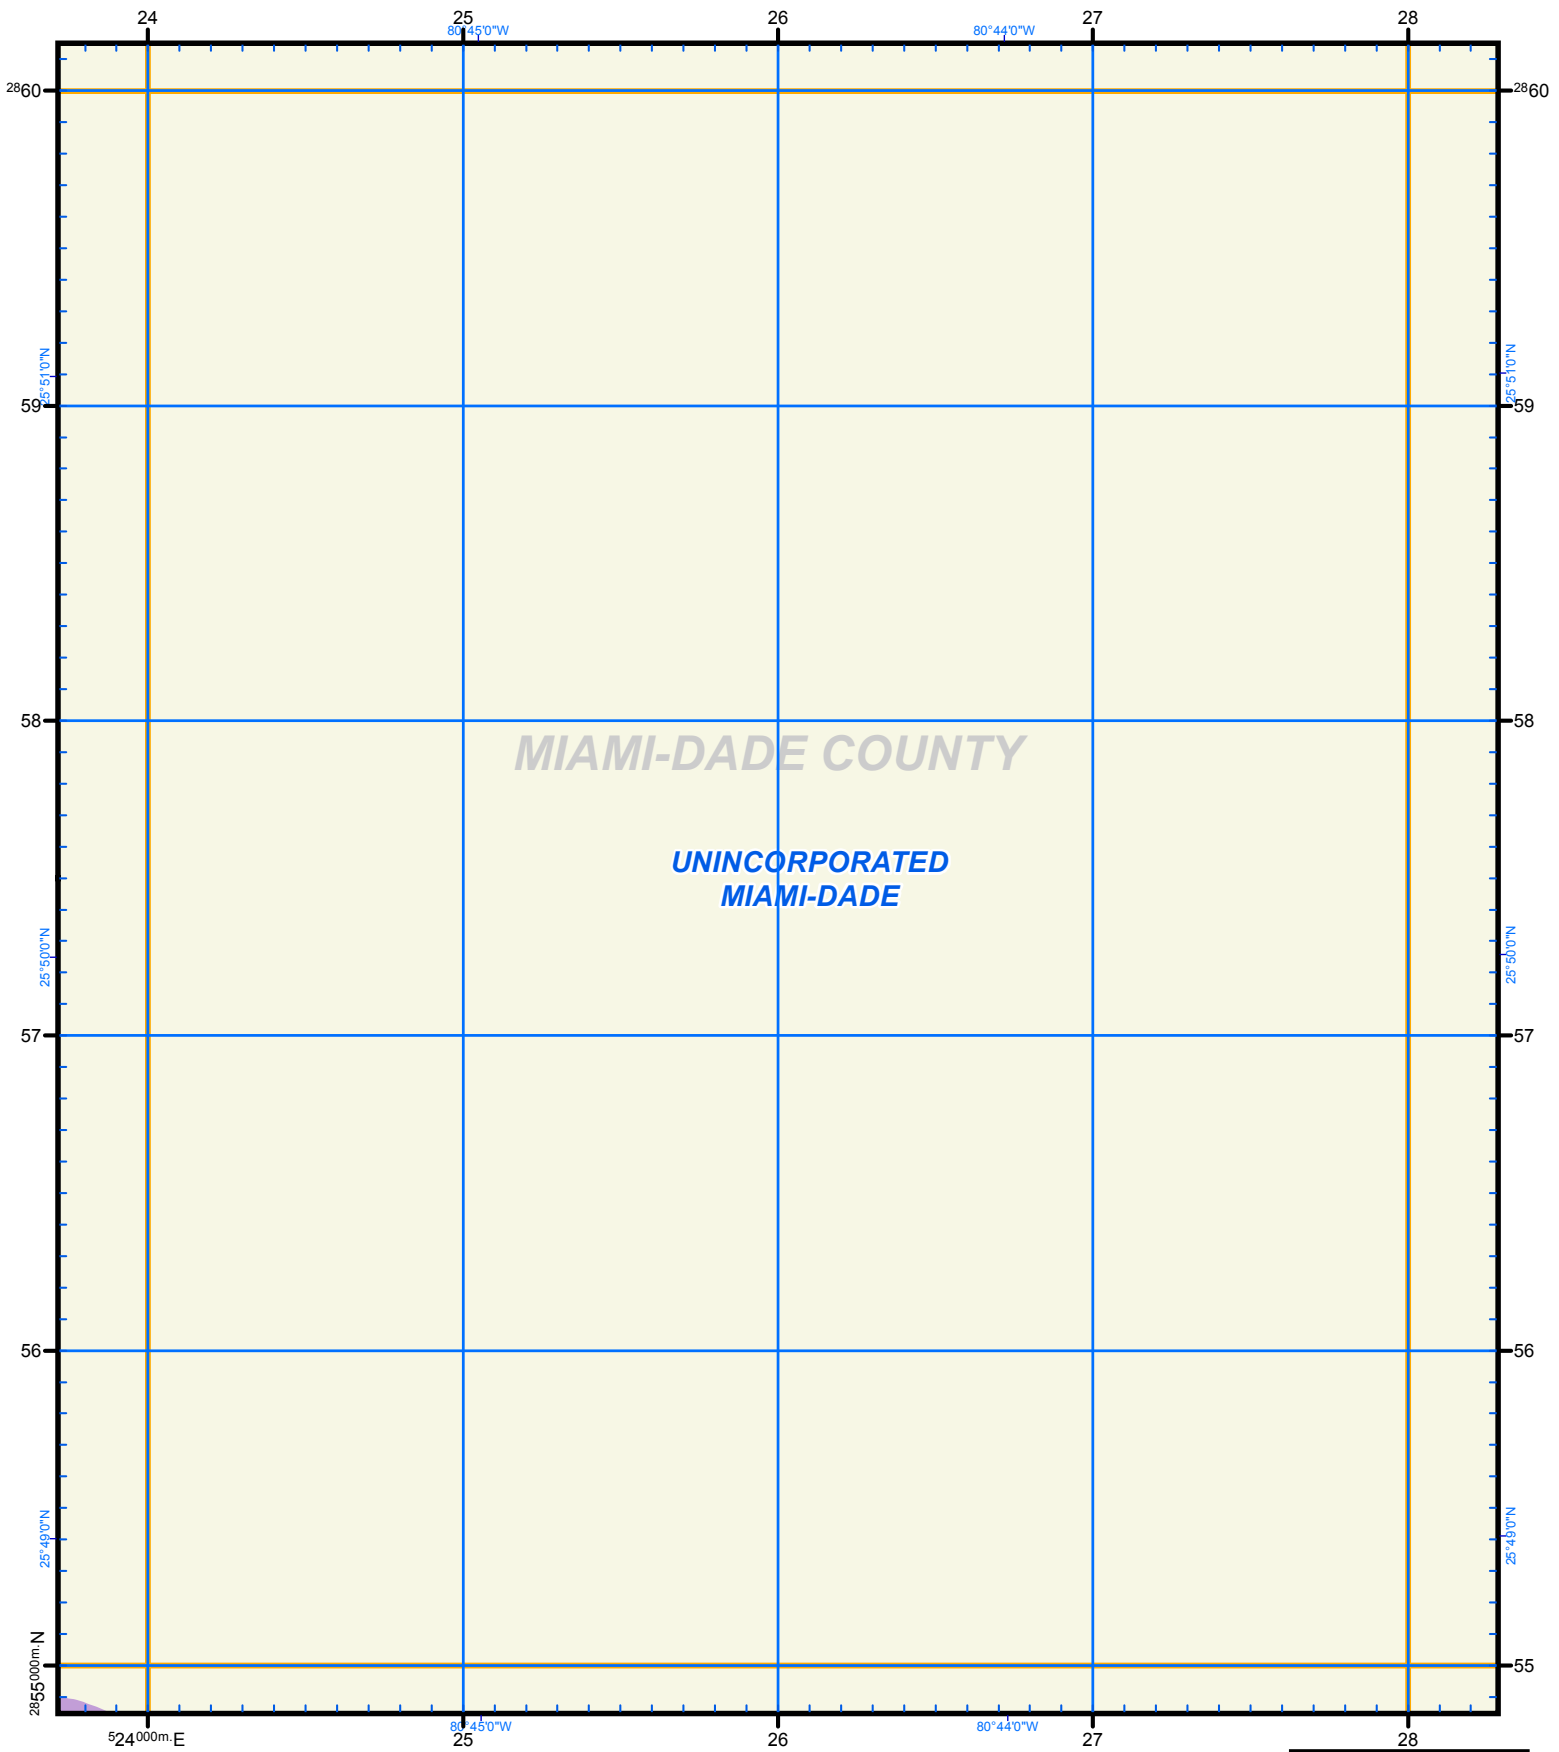 24 25 26 27 28
80°45'0"W 80°44'0"W
2860 2860
25°51'0"N 25°51'0"N
59 59
58 58
MIAMI-DADE COUNTY
UNINCORPORATED
MIAMI-DADE
25°50'0"N 25°50'0"N
57 57
56 56
25°49'0"N 25°49'0"N
2855000m.N 55
80°45'0"W 80°44'0"W
524000m.E 25 26 27 28